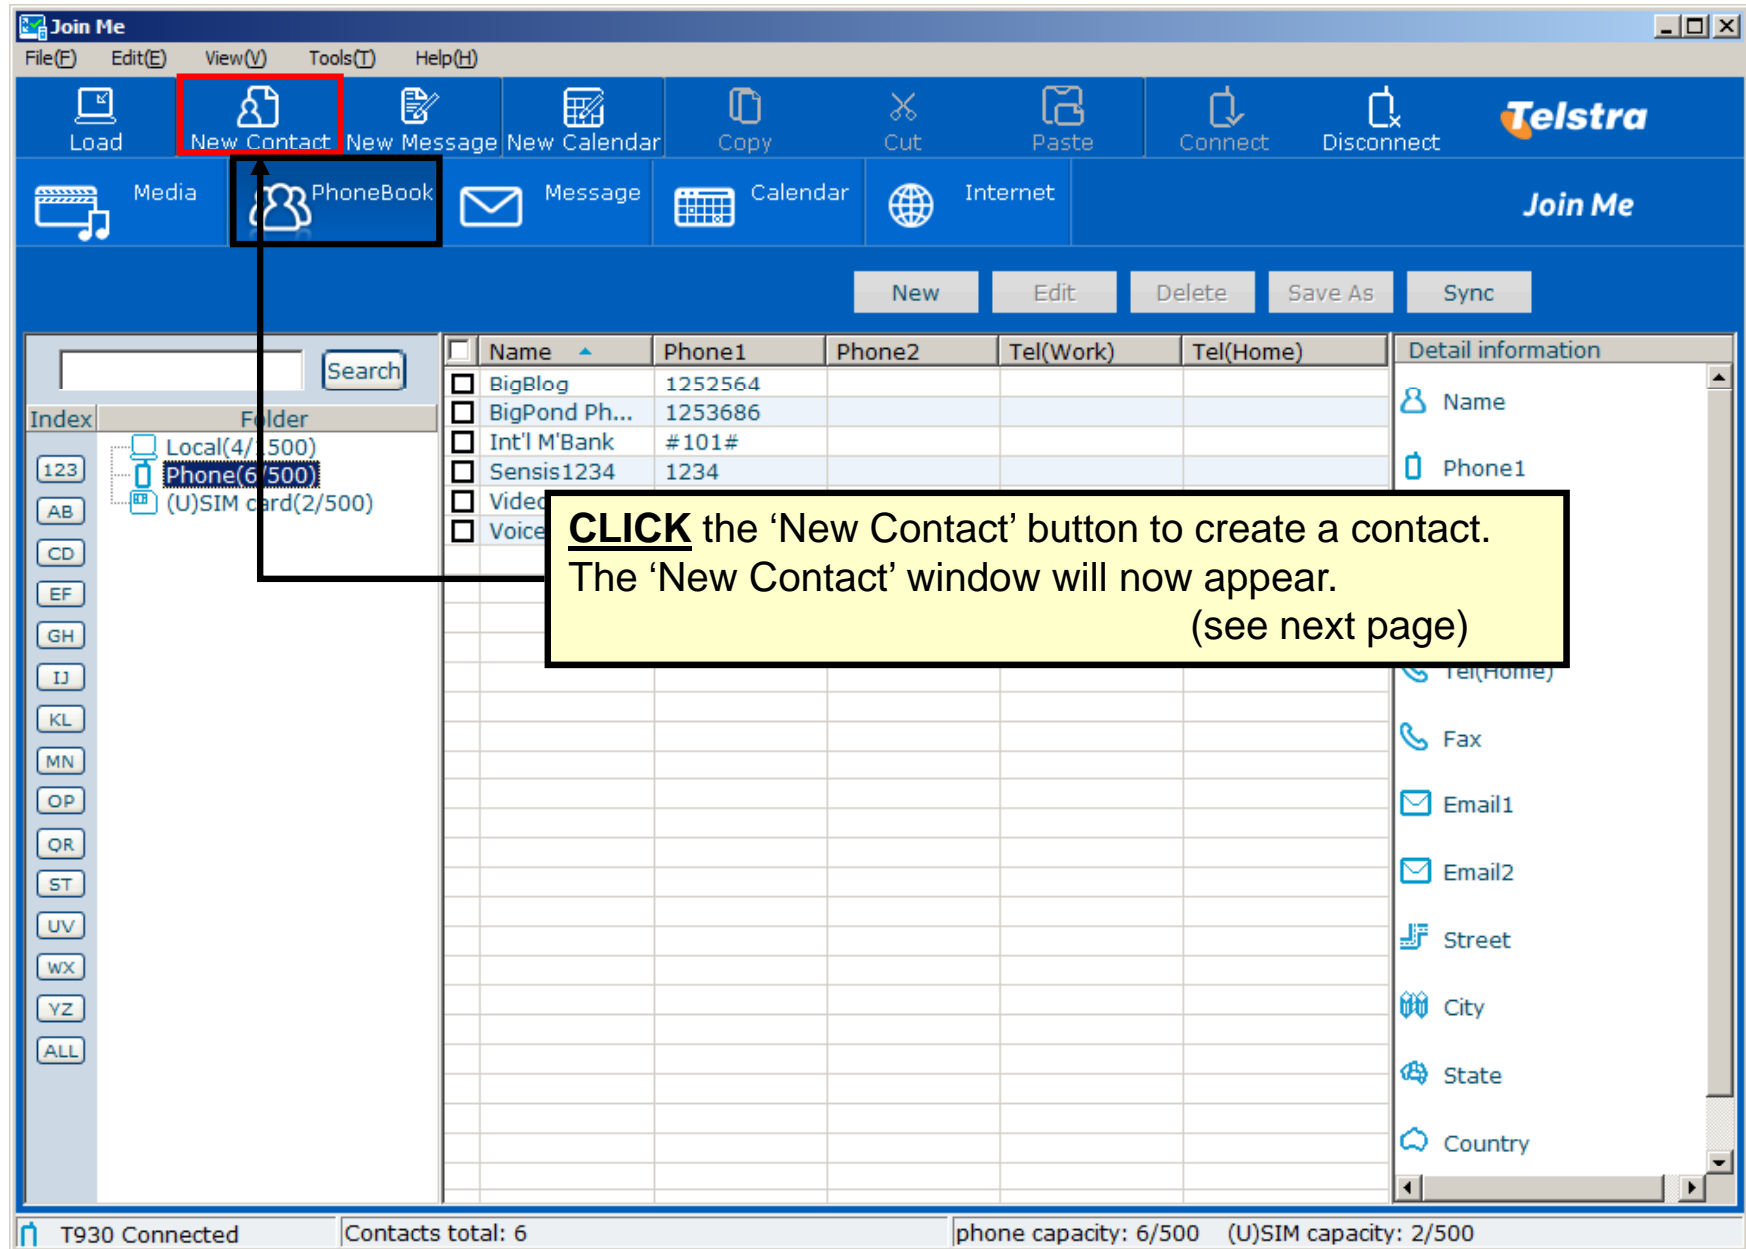 Join Me
File(F) Edit(E) View(V) Tools(T) Help(H)
Load New Contact New Message New Calendar Copy Cut Paste Connect Disconnect Telstra
Media PhoneBook Message Calendar Internet Join Me
New Edit Delete Save As Sync
Search
Index Folder
Local(4/1500)
Phone(6/500)
(U)SIM card(2/500)
123
AB
CD
EF
GH
IJ
KL
MN
OP
QR
ST
UV
WX
YZ
ALL
Name Phone1 Phone2 Tel(Work) Tel(Home)
BigBlog 1252564
BigPond Ph... 1253686
Int'l M'Bank #101#
Sensis1234 1234
Video
Voice
CLICK the ‘New Contact’ button to create a contact.
The ‘New Contact’ window will now appear.
(see next page)
Detail information
Name
Phone1
Tel(Home)
Fax
Email1
Email2
Street
City
State
Country
T930 Connected Contacts total: 6 phone capacity: 6/500 (U)SIM capacity: 2/500